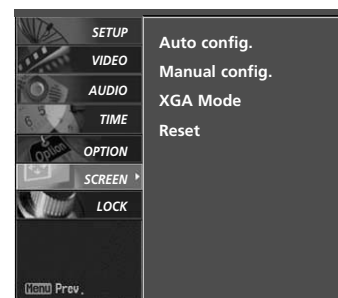 SETUP
VIDEO
AUDIO
TIME
OPTION
SCREEN
LOCK
Menu Prev.
Auto config.
Manual config.
XGA Mode
Reset